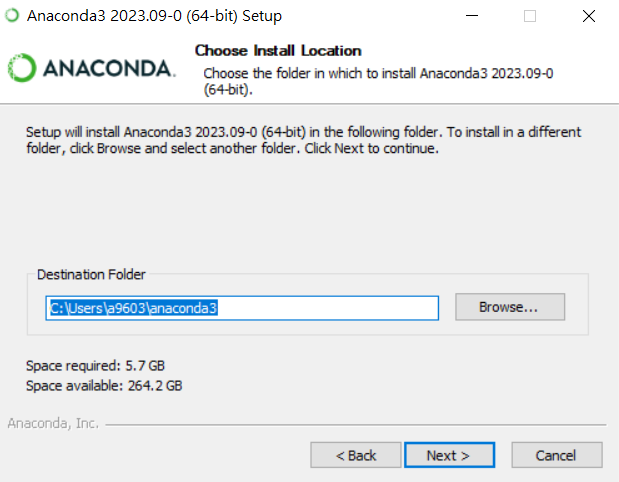 Anaconda3 2023.09-0 (64-bit) Setup
ANACONDA.
Choose Install Location
Choose the folder in which to install Anaconda3 2023.09-0
(64-bit).
Setup will install Anaconda3 2023.09-0 (64-bit) in the following folder. To install in a different
folder, click Browse and select another folder. Click Next to continue.
Destination Folder
C:\Users\a9603\anaconda3
Browse...
Space required: 5.7 GB
Space available: 264.2 GB
Anaconda, Inc.
< Back
Next >
Cancel